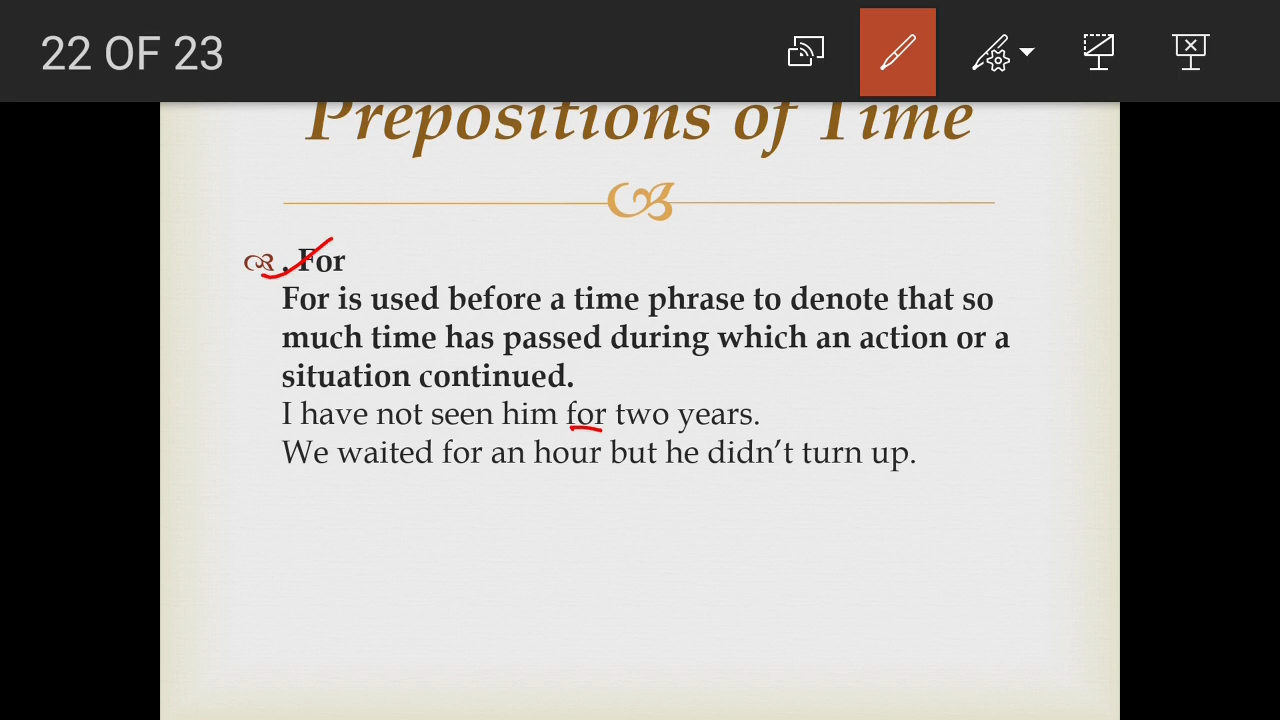 22 OF 23
Prepositions of Time
. For
For is used before a time phrase to denote that so
much time has passed during which an action or a
situation continued.
I have not seen him for two years.
We waited for an hour but he didn’t turn up.